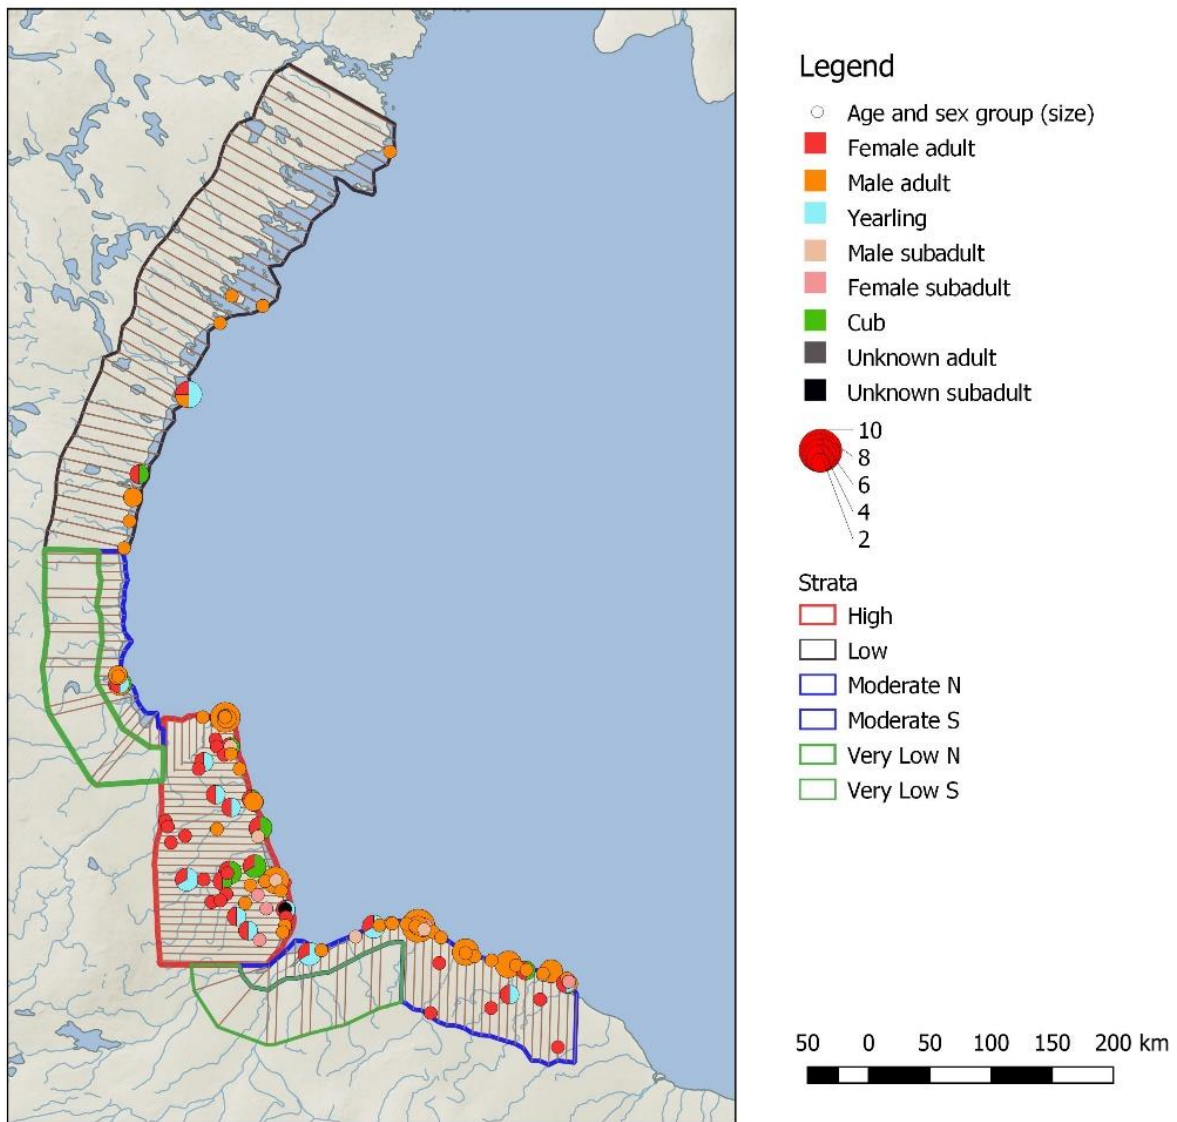 Legend
Age and sex group (size)
Female adult
Male adult
Yearling
Male subadult
Female subadult
Cub
Unknown adult
Unknown subadult
10
8
6
4
2
Strata
High
Low
Moderate N
Moderate S
Very Low N
Very Low S
50 0 50 100 150 200 km